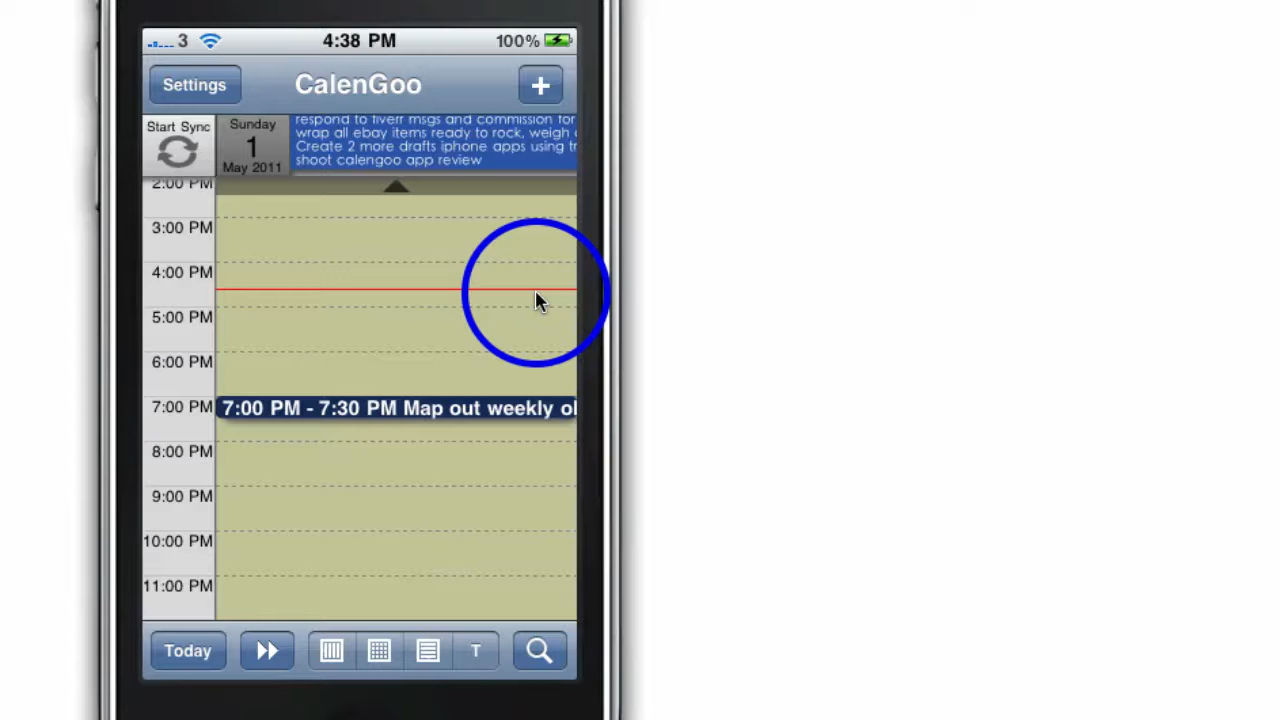 3 4:38 PM 100%
Settings CalenGoo +
Start Sync
Sunday
1
May 2011
respond to fiverr msgs and commission for
wrap all ebay items ready to rock, weigh
Create 2 more drafts iphone apps using
shoot calengoo app review
2:00 PM
3:00 PM
4:00 PM
5:00 PM
6:00 PM
7:00 PM
7:00 PM - 7:30 PM Map out weekly
8:00 PM
9:00 PM
10:00 PM
11:00 PM
Today T